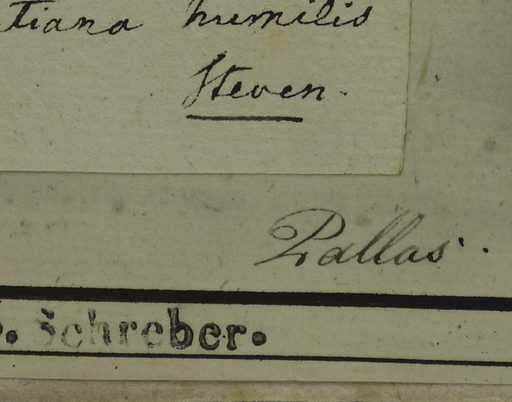 tiana humilis
Steven.
Pallas.
. Schreber.